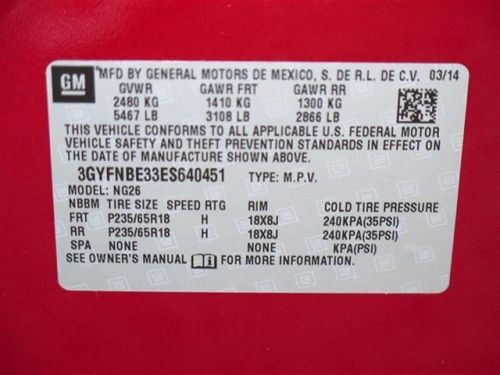 GM *MFD BY GENERAL MOTORS DE MEXICO, S. DE R.L. DE C.V. 03/14
GVWR GAWR FRT GAWR RR
2480 KG 1410 KG 1300 KG
5467 LB 3108 LB 2866 LB
THIS VEHICLE CONFORMS TO ALL APPLICABLE U.S. FEDERAL MOTOR
VEHICLE SAFETY AND THEFT PREVENTION STANDARDS IN EFFECT ON
THE DATE OF MANUFACTURE SHOWN ABOVE.
3GYFNBE33ES640451 TYPE: M.P.V.
MODEL: NG26
NBBM TIRE SIZE SPEED RTG RIM COLD TIRE PRESSURE
FRT P235/65R18 H 18X8J 240KPA(35PSI)
RR P235/65R18 H 18X8J 240KPA(35PSI)
SPA NONE NONE KPA(PSI)
SEE OWNER'S MANUAL FOR MORE INFORMATION